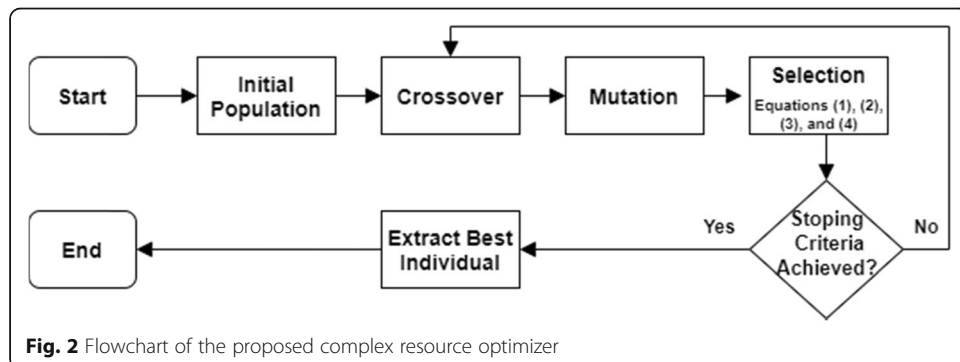 Start
Initial
Population
Crossover
Mutation
Selection
Equations (1), (2),
(3), and (4)
Stoping
Criteria
Achieved?
Yes
No
Extract Best
Individual
End
Fig. 2 Flowchart of the proposed complex resource optimizer